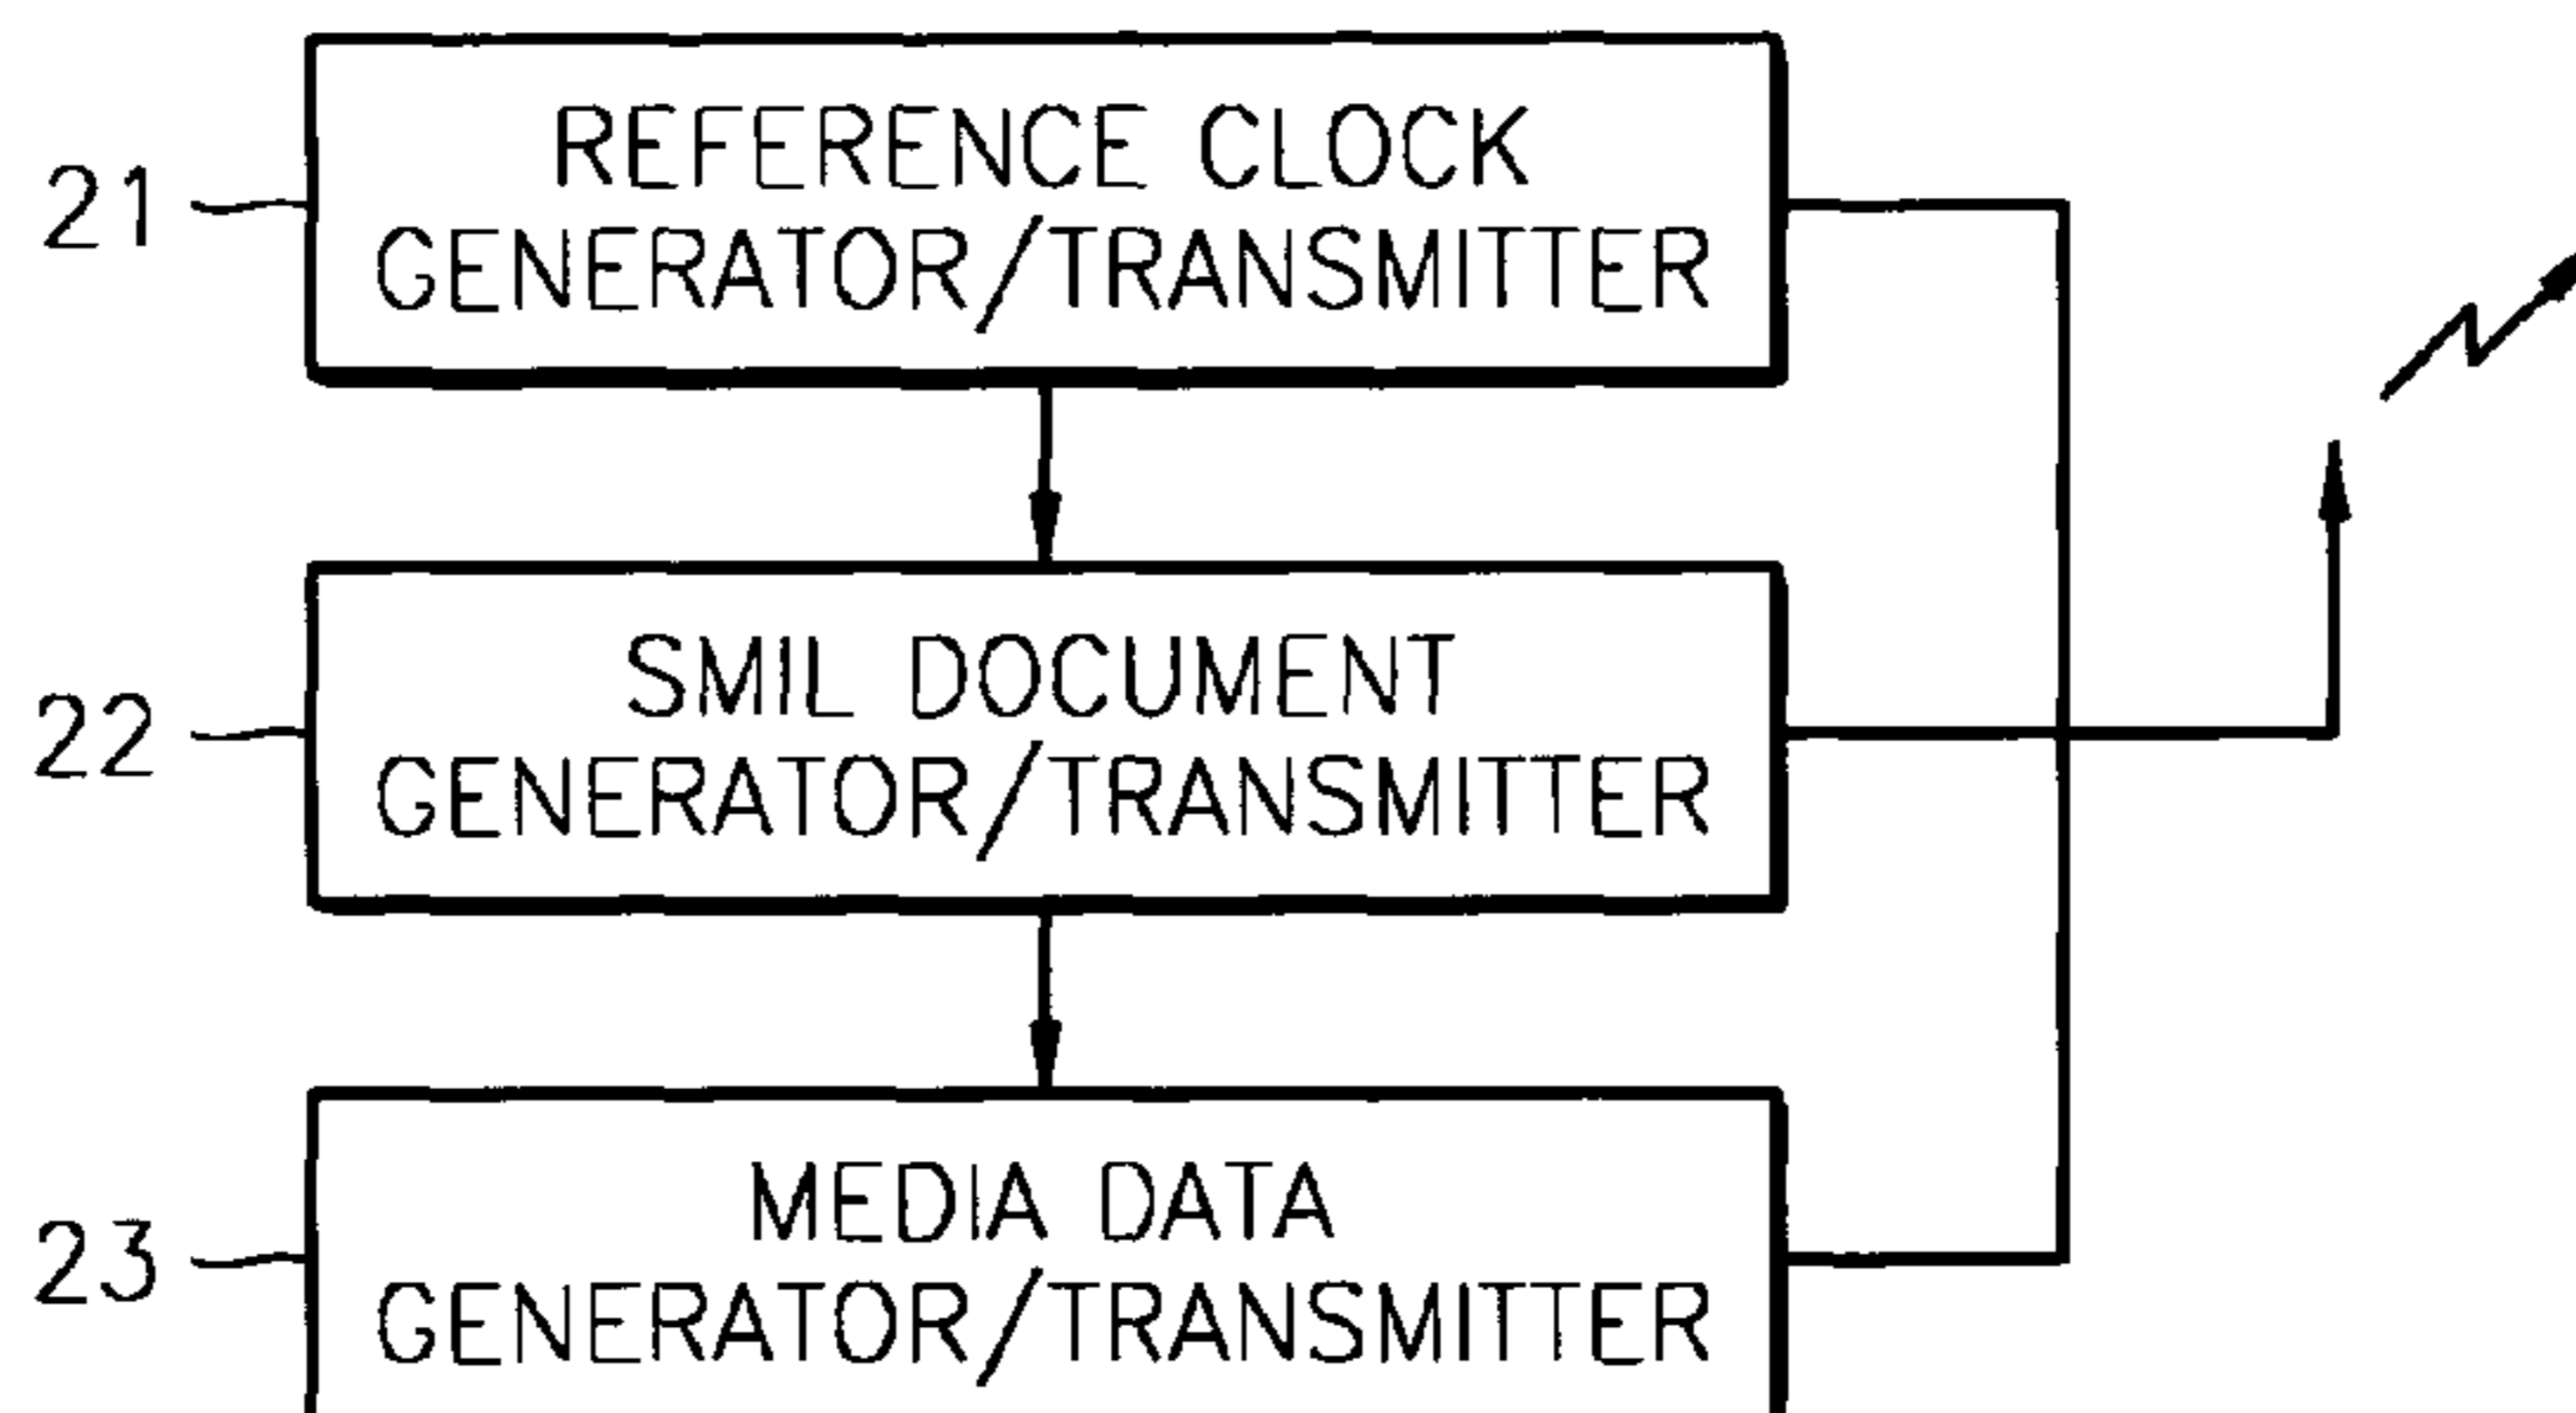 REFERENCE CLOCK
21
GENERATOR/TRANSMITTER
SMIL DOCUMENT
22
GENERATOR/TRANSMITTER
MEDIA DATA
23
GENERATOR/TRANSMITTER